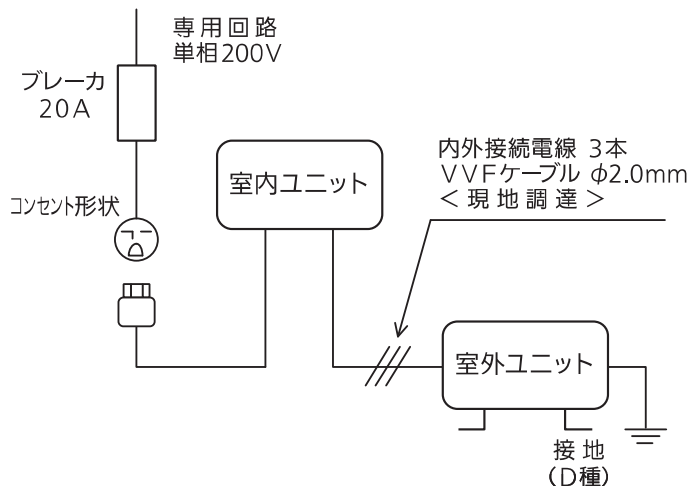 専用回路
単相200V
ブレーカ
20A
コンセント形状
室内ユニット
内外接続電線 3本
VVFケーブル φ2.0mm
<現地調達>
室外ユニット
接地
(D種)